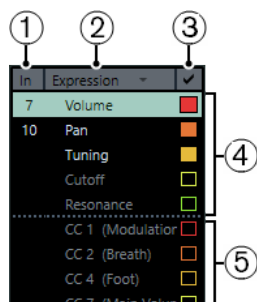 1 2 3
In Expression ✓
7 Volume
10 Pan
Tuning
Cutoff
Resonance
4
CC 1 (Modulation
CC 2 (Breath)
CC 4 (Foot)
5